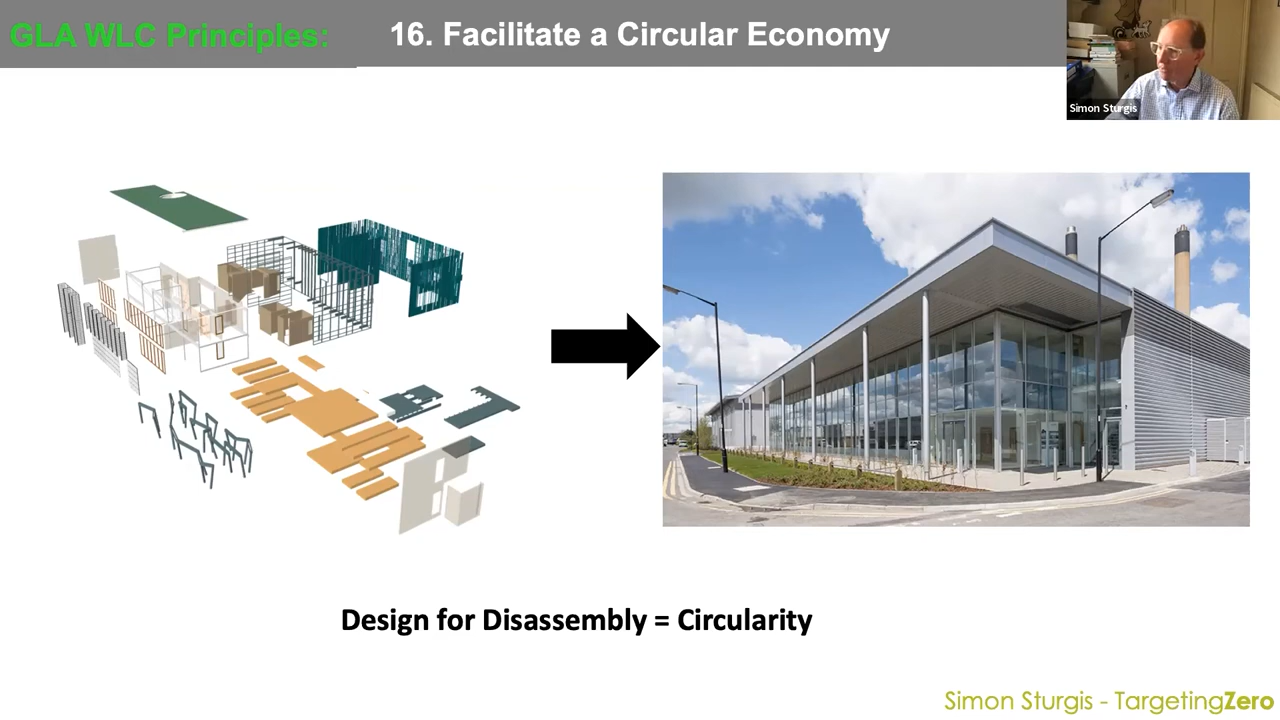 GLA WLC Principles:
16. Facilitate a Circular Economy
Simon Sturgis
Design for Disassembly = Circularity
Simon Sturgis - TargetingZero